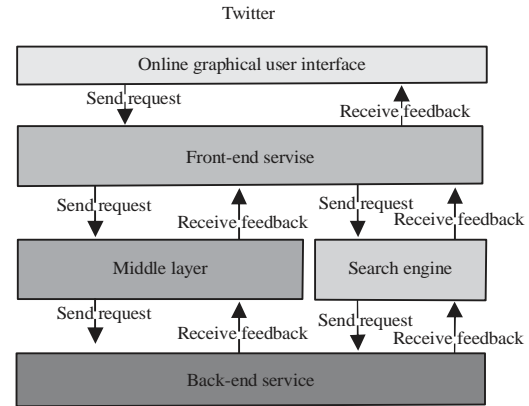 Twitter
Online graphical user interface
Send request
Receive feedback
Front-end servise
Send request
Receive feedback
Send request
Receive feedback
Middle layer
Search engine
Send request
Receive feedback
Send request
Receive feedback
Back-end service